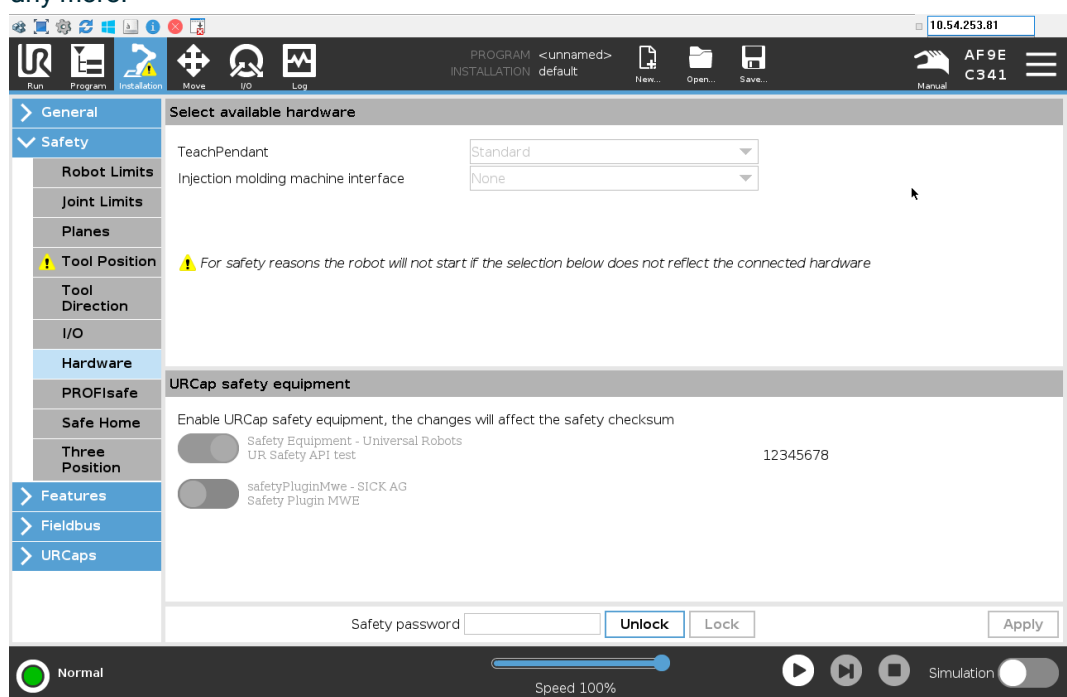 any more.
10.54.253.81
Run
Program
Installation
Move
I/O
Log
PROGRAM <unnamed>
INSTALLATION default
New...
Open...
Save...
Manual
AF9E
C341
General
Safety
Robot Limits
Joint Limits
Planes
Tool Position
Tool
Direction
I/O
Hardware
PROFIsafe
Safe Home
Three
Position
Features
Fieldbus
URCaps
Select available hardware
TeachPendant Standard
Injection molding machine interface None
For safety reasons the robot will not start if the selection below does not reflect the connected hardware
URCap safety equipment
Enable URCap safety equipment, the changes will affect the safety checksum
Safety Equipment - Universal Robots
UR Safety API test
12345678
safetyPluginMwe - SICK AG
Safety Plugin MWE
Safety password Unlock Lock Apply
Normal
Speed 100%
Simulation